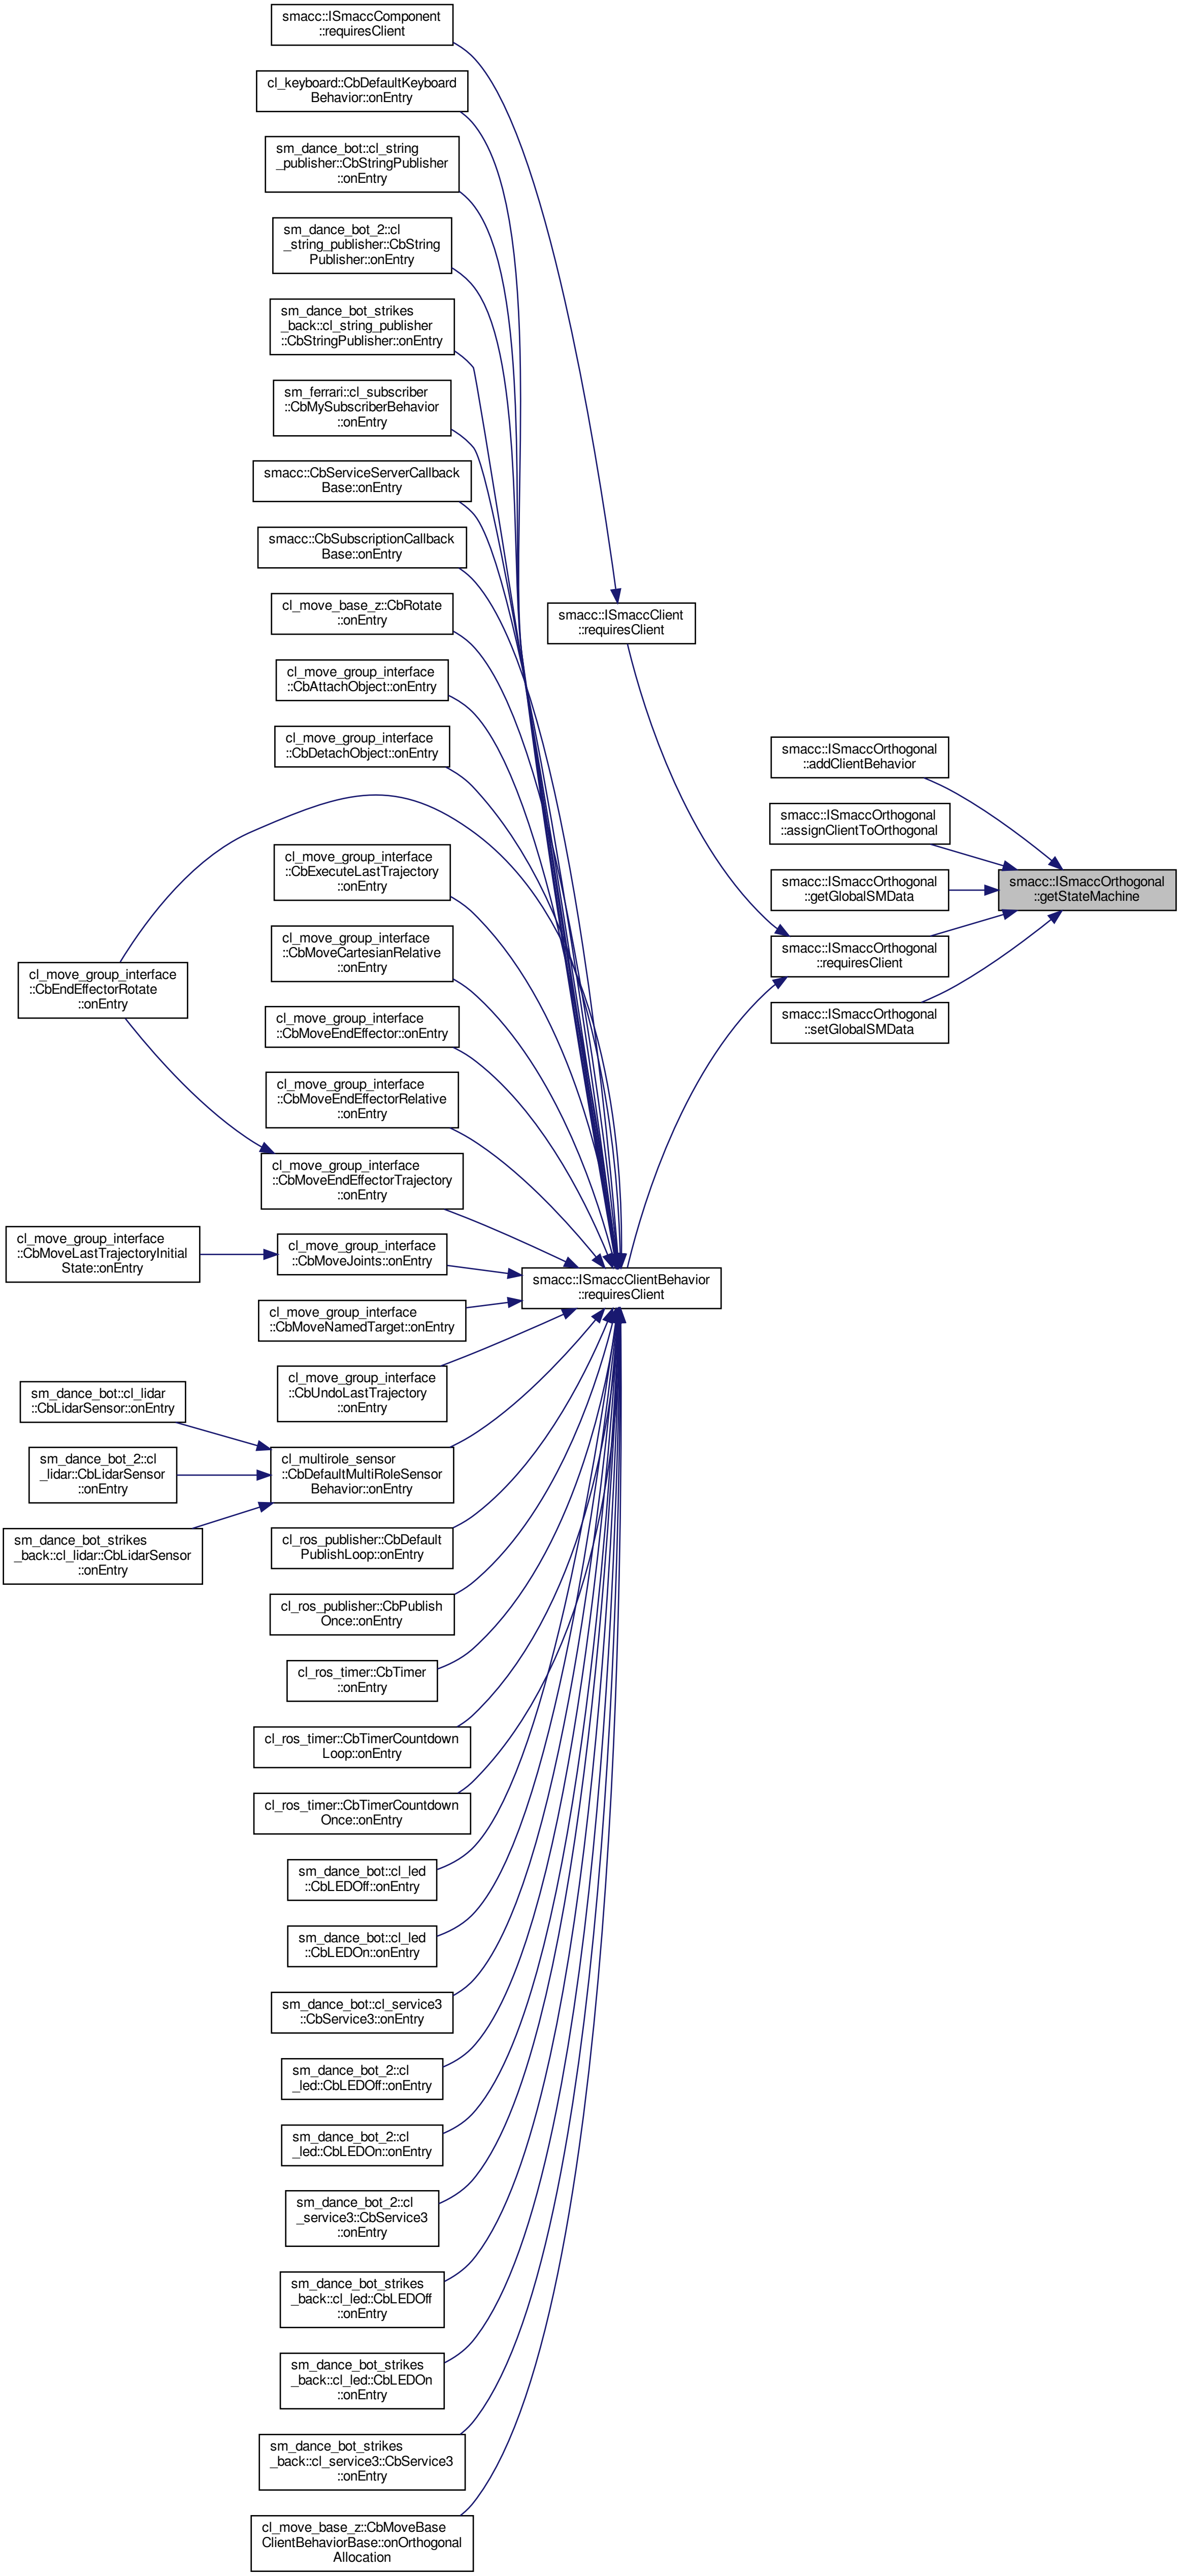 smacc::ISmaccComponent
::requiresClient
cl_keyboard::CbDefaultKeyboard
Behavior::onEntry
sm_dance_bot::cl_string
_publisher::CbStringPublisher
::onEntry
sm_dance_bot_2::cl
_string_publisher::CbString
Publisher::onEntry
sm_dance_bot_strikes
_back::cl_string_publisher
::CbStringPublisher::onEntry
sm_ferrari::cl_subscriber
::CbMySubscriberBehavior
::onEntry
smacc::CbServiceServerCallback
Base::onEntry
smacc::CbSubscriptionCallback
Base::onEntry
cl_move_base_z::CbRotate
::onEntry
smacc::ISmaccClient
::requiresClient
cl_move_group_interface
::CbAttachObject::onEntry
cl_move_group_interface
::CbDetachObject::onEntry
smacc::ISmaccOrthogonal
::addClientBehavior
smacc::ISmaccOrthogonal
::assignClientToOrthogonal
cl_move_group_interface
::CbExecuteLastTrajectory
::onEntry
smacc::ISmaccOrthogonal
::getGlobalSMData
smacc::ISmaccOrthogonal
::getStateMachine
cl_move_group_interface
::CbMoveCartesianRelative
::onEntry
smacc::ISmaccOrthogonal
::requiresClient
cl_move_group_interface
::CbEndEffectorRotate
::onEntry
cl_move_group_interface
::CbMoveEndEffector::onEntry
smacc::ISmaccOrthogonal
::setGlobalSMData
cl_move_group_interface
::CbMoveEndEffectorRelative
::onEntry
cl_move_group_interface
::CbMoveEndEffectorTrajectory
::onEntry
cl_move_group_interface
::CbMoveLastTrajectoryInitial
State::onEntry
cl_move_group_interface
::CbMoveJoints::onEntry
smacc::ISmaccClientBehavior
::requiresClient
cl_move_group_interface
::CbMoveNamedTarget::onEntry
cl_move_group_interface
::CbUndoLastTrajectory
::onEntry
sm_dance_bot::cl_lidar
::CbLidarSensor::onEntry
sm_dance_bot_2::cl
_lidar::CbLidarSensor
::onEntry
cl_multirole_sensor
::CbDefaultMultiRoleSensor
Behavior::onEntry
sm_dance_bot_strikes
_back::cl_lidar::CbLidarSensor
::onEntry
cl_ros_publisher::CbDefault
PublishLoop::onEntry
cl_ros_publisher::CbPublish
Once::onEntry
cl_ros_timer::CbTimer
::onEntry
cl_ros_timer::CbTimerCountdown
Loop::onEntry
cl_ros_timer::CbTimerCountdown
Once::onEntry
sm_dance_bot::cl_led
::CbLEDOff::onEntry
sm_dance_bot::cl_led
::CbLEDOn::onEntry
sm_dance_bot::cl_service3
::CbService3::onEntry
sm_dance_bot_2::cl
_led::CbLEDOff::onEntry
sm_dance_bot_2::cl
_led::CbLEDOn::onEntry
sm_dance_bot_2::cl
_service3::CbService3
::onEntry
sm_dance_bot_strikes
_back::cl_led::CbLEDOff
::onEntry
sm_dance_bot_strikes
_back::cl_led::CbLEDOn
::onEntry
sm_dance_bot_strikes
_back::cl_service3::CbService3
::onEntry
cl_move_base_z::CbMoveBase
ClientBehaviorBase::onOrthogonal
Allocation